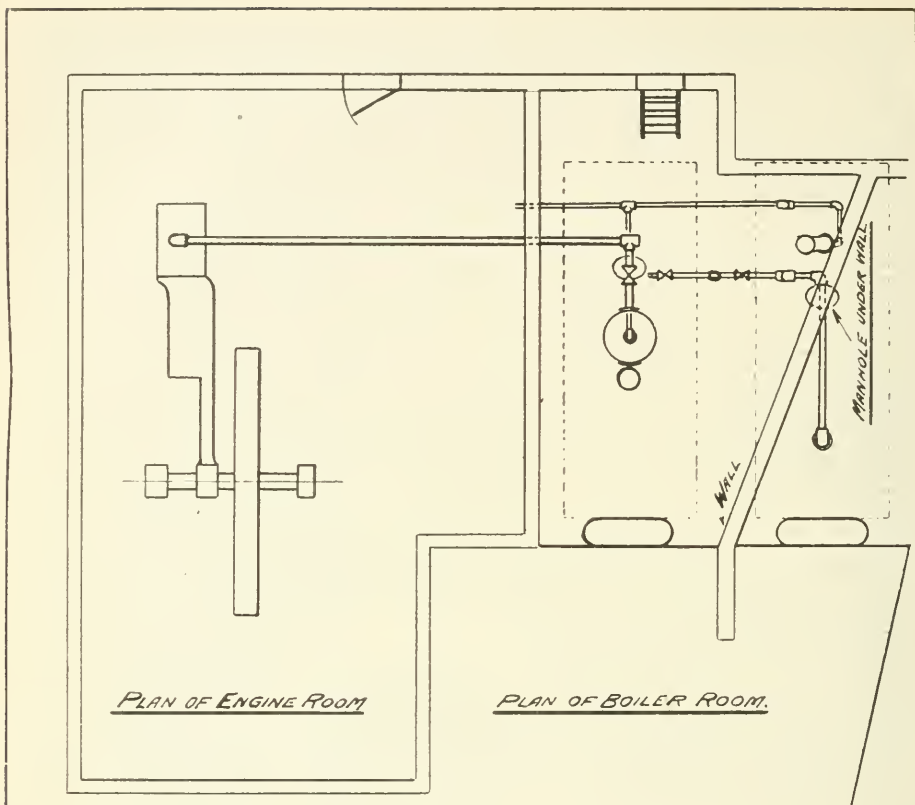 MANHOLE UNDER WALL
WALL
PLAN OF ENGINE ROOM
PLAN OF BOILER ROOM.